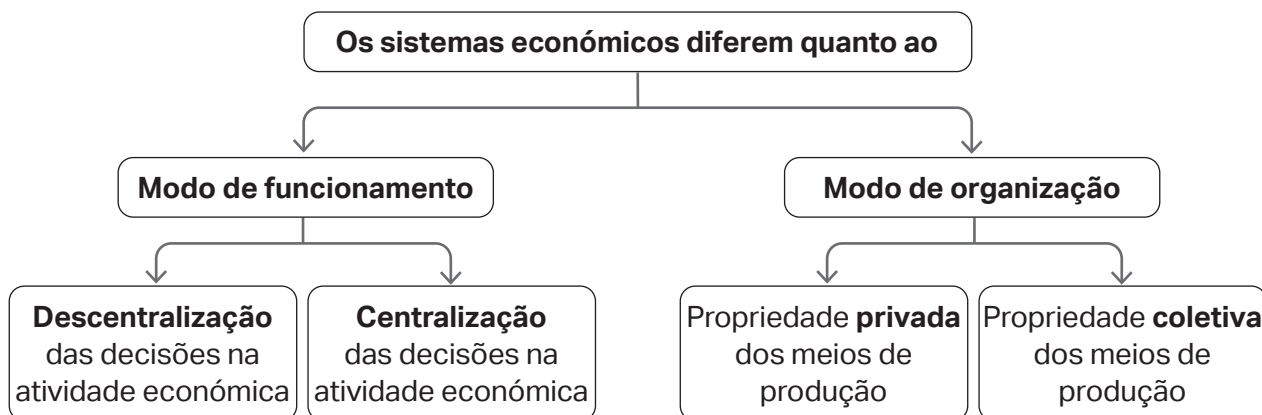 Os sistemas económicos diferem quanto ao
Modo de funcionamento
Modo de organização
Descentralização
das decisões na
atividade económica
Centralização
das decisões na
atividade económica
Propriedade privada
dos meios de
produção
Propriedade coletiva
dos meios de
produção